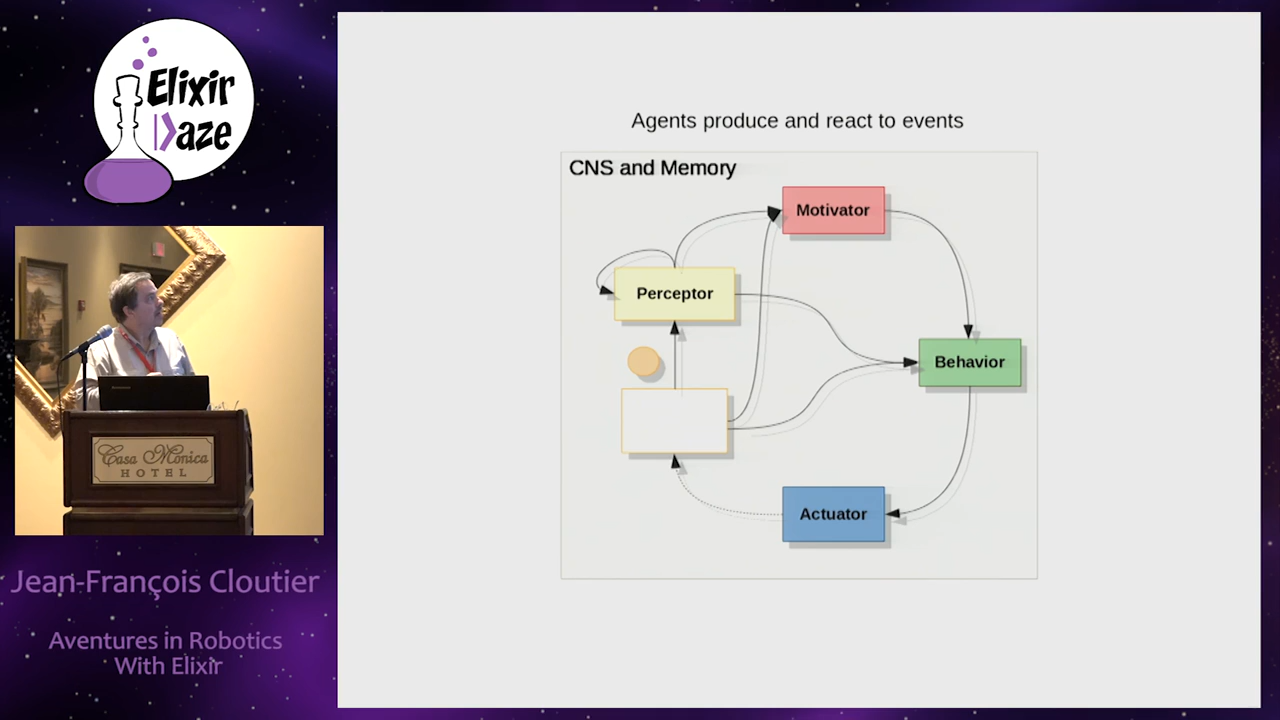 Elixir
Daze
Casa Monica
HOTEL
Jean-François Cloutier
Aventures in Robotics
With Elixir
Agents produce and react to events
CNS and Memory
Motivator
Perceptor
Behavior
Actuator